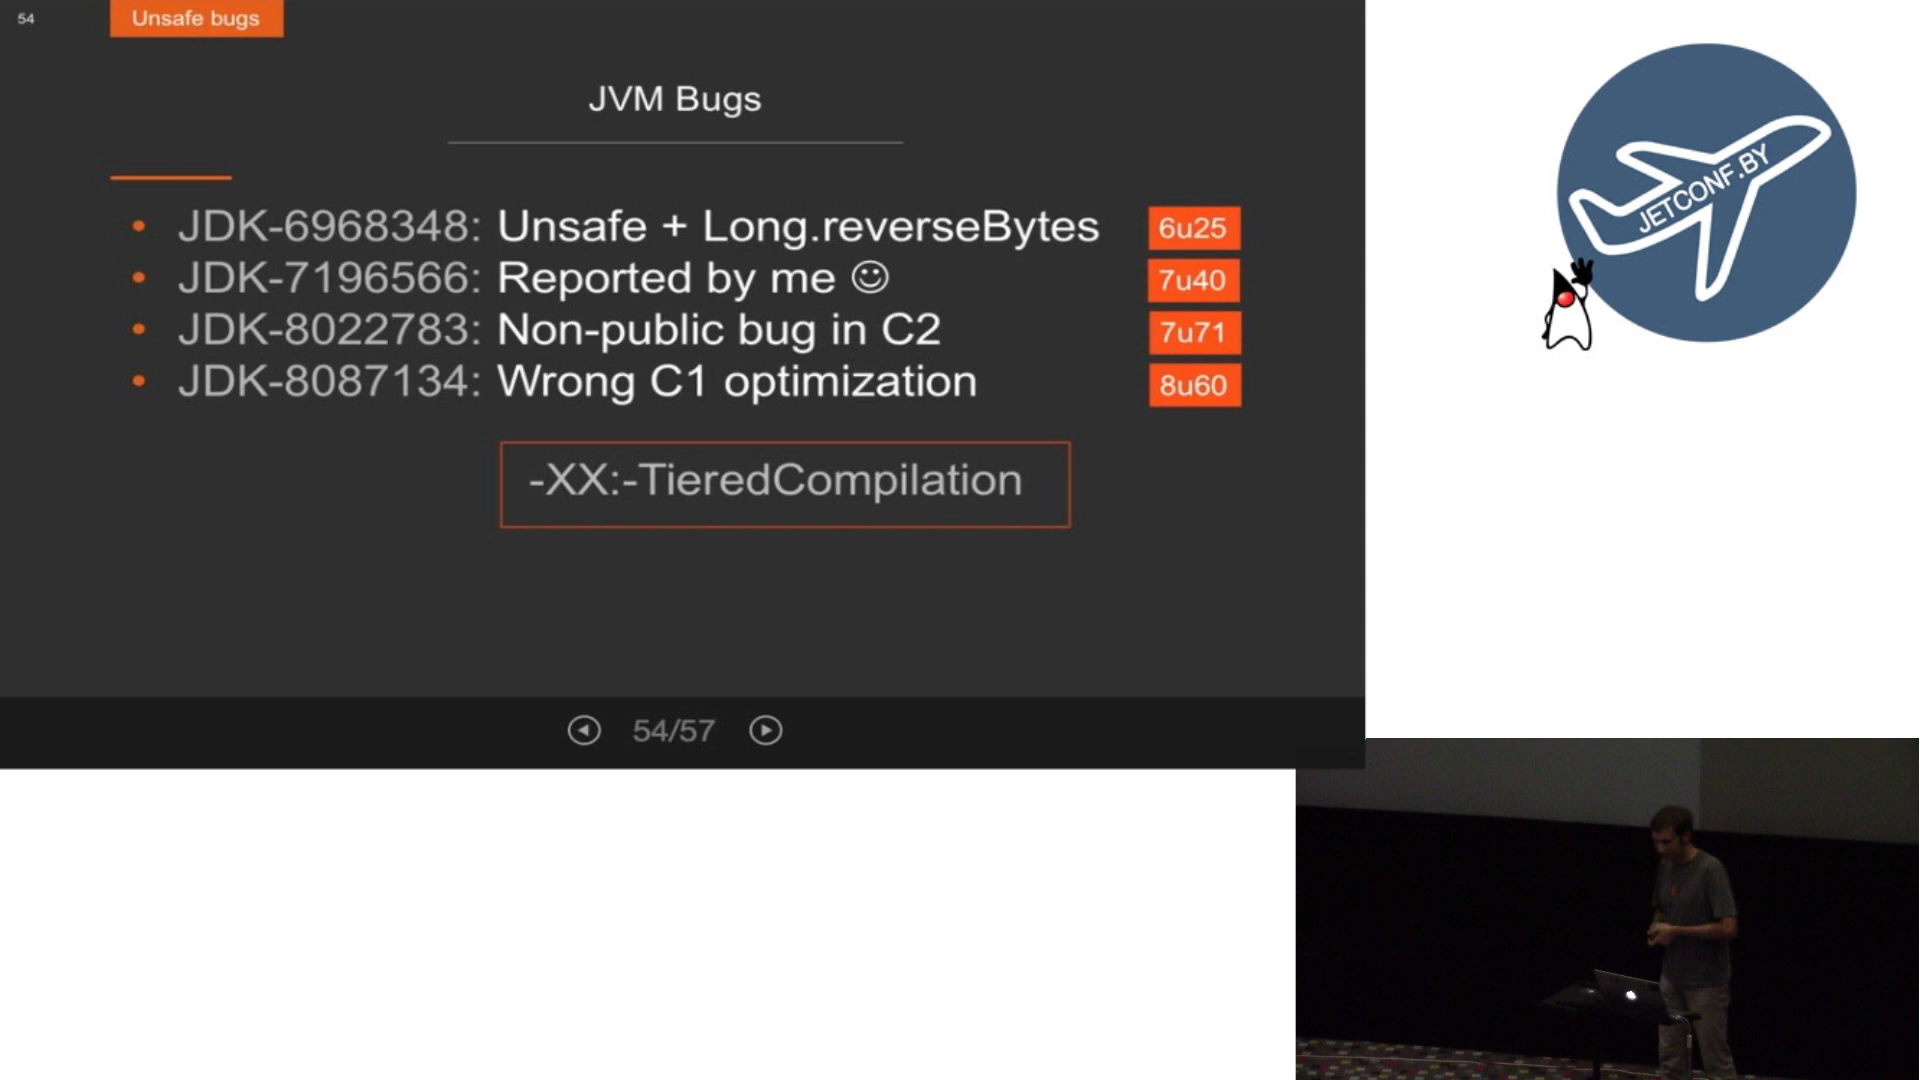 54
Unsafe bugs
JVM Bugs
• JDK-6968348: Unsafe + Long.reverseBytes 6u25
• JDK-7196566: Reported by me ☺ 7u40
• JDK-8022783: Non-public bug in C2 7u71
• JDK-8087134: Wrong C1 optimization 8u60
-XX:-TieredCompilation
54/57
JETCONF.BY